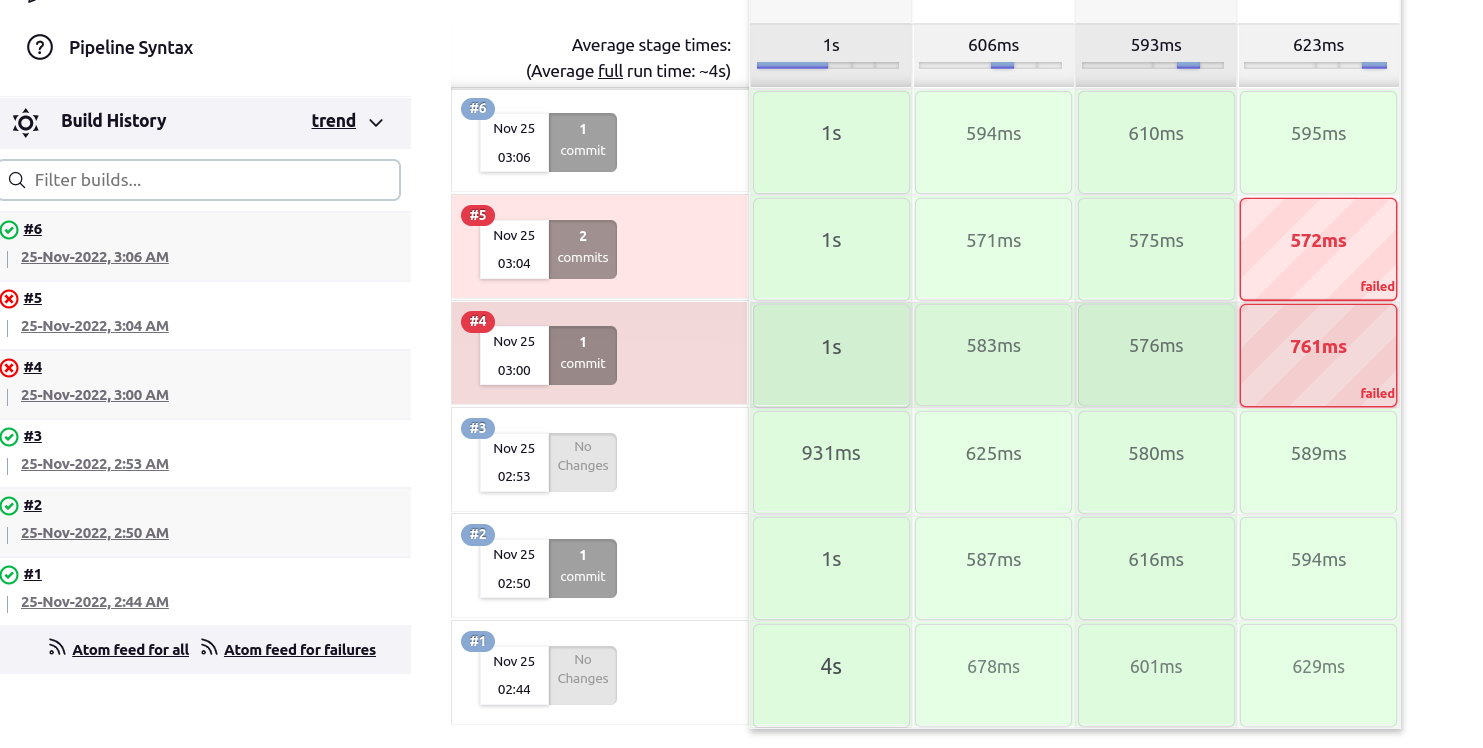 Pipeline Syntax
Build History
trend
Filter builds...
#6
25-Nov-2022, 3:06 AM
#5
25-Nov-2022, 3:04 AM
#4
25-Nov-2022, 3:00 AM
#3
25-Nov-2022, 2:53 AM
#2
25-Nov-2022, 2:50 AM
#1
25-Nov-2022, 2:44 AM
Atom feed for all
Atom feed for failures
Average stage times:
(Average full run time: ~4s)
1s
606ms
593ms
623ms
#6
Nov 25
03:06
1
commit
1s
594ms
610ms
595ms
#5
Nov 25
03:04
2
commits
1s
571ms
575ms
572ms
failed
#4
Nov 25
03:00
1
commit
1s
583ms
576ms
761ms
failed
#3
Nov 25
02:53
No
Changes
931ms
625ms
580ms
589ms
#2
Nov 25
02:50
1
commit
1s
587ms
616ms
594ms
#1
Nov 25
02:44
No
Changes
4s
678ms
601ms
629ms